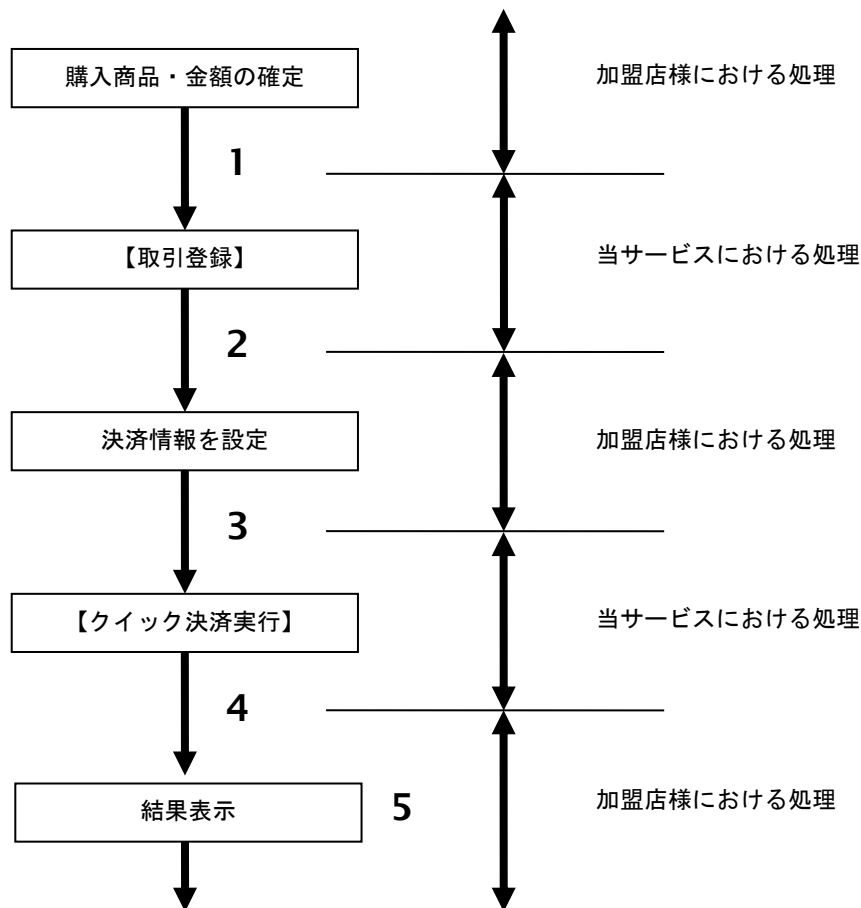 購入商品・金額の確定
加盟店様における処理
1
【取引登録】
当サービスにおける処理
2
決済情報を設定
加盟店様における処理
3
【クイック決済実行】
当サービスにおける処理
4
結果表示
5
加盟店様における処理